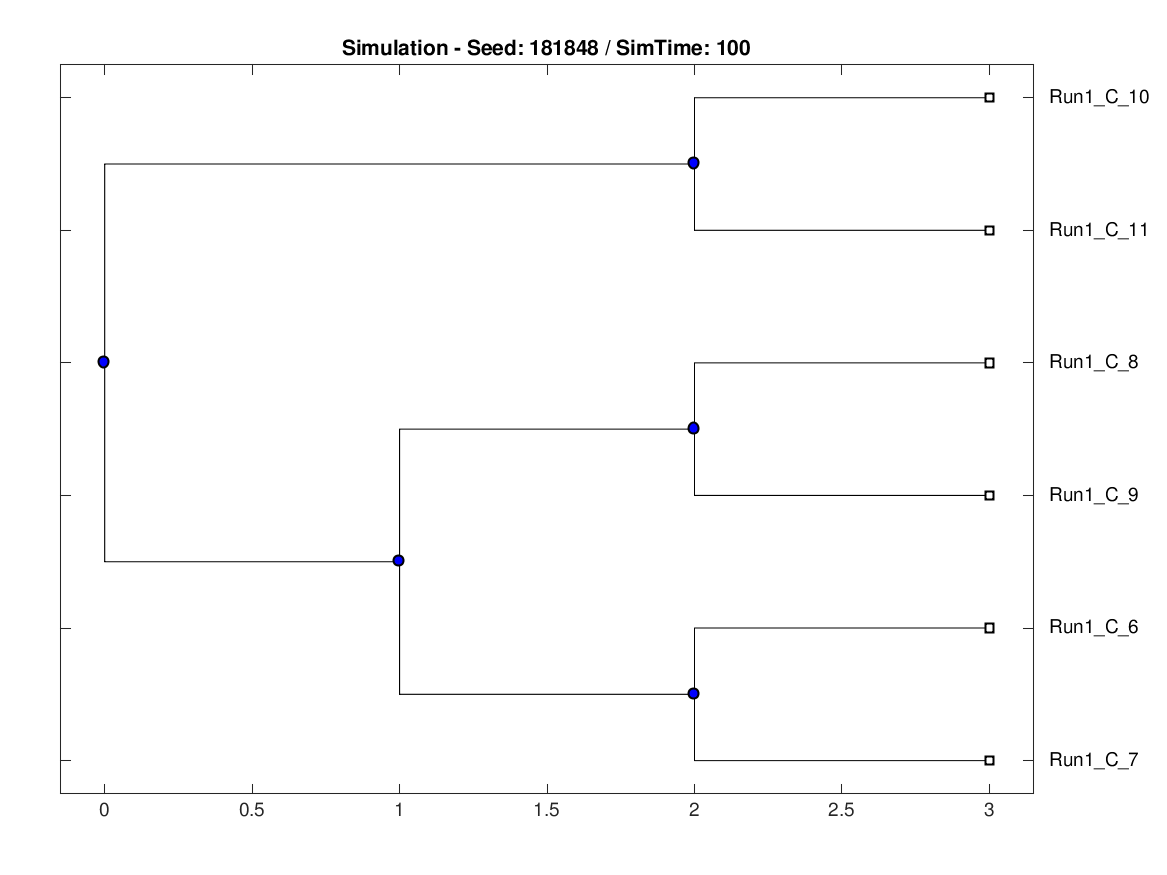 Simulation - Seed: 181848 / SimTime: 100
Run1_C_10
Run1_C_11
Run1_C_8
Run1_C_9
Run1_C_6
Run1_C_7
0 0.5 1 1.5 2 2.5 3